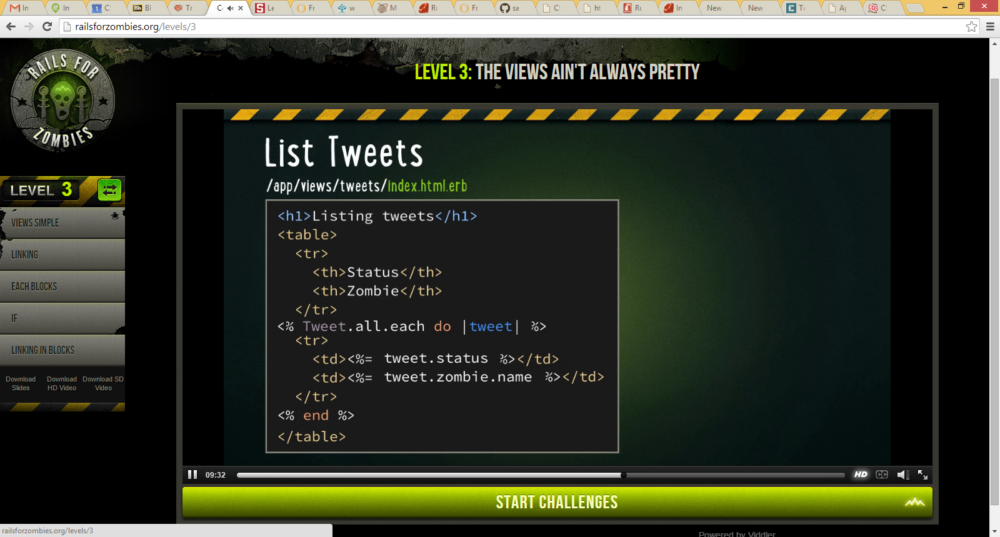 In
In
C
Bl
Tr
C
Le
Fr
w
M
Ru
Fr
sa
C
ht
Ru
In
New
New
To
Ap
C
railsforzombies.org/levels/3
RAILS FOR
ZOMBIES
LEVEL 3: THE VIEWS AIN'T ALWAYS PRETTY
LEVEL 3
VIEWS SIMPLE
LINKING
EACH BLOCKS
IF
LINKING IN BLOCKS
Download Slides
Download HD Video
Download SD Video
List Tweets
/app/views/tweets/index.html.erb
<h1>Listing tweets</h1>
<table>
<tr>
<th>Status</th>
<th>Zombie</th>
</tr>
<% Tweet.all.each do |tweet| %>
<tr>
<td><%= tweet.status %></td>
<td><%= tweet.zombie.name %></td>
</tr>
<% end %>
</table>
09:32
HD
CC
START CHALLENGES
railsforzombies.org/levels/3
Powered by Viddler